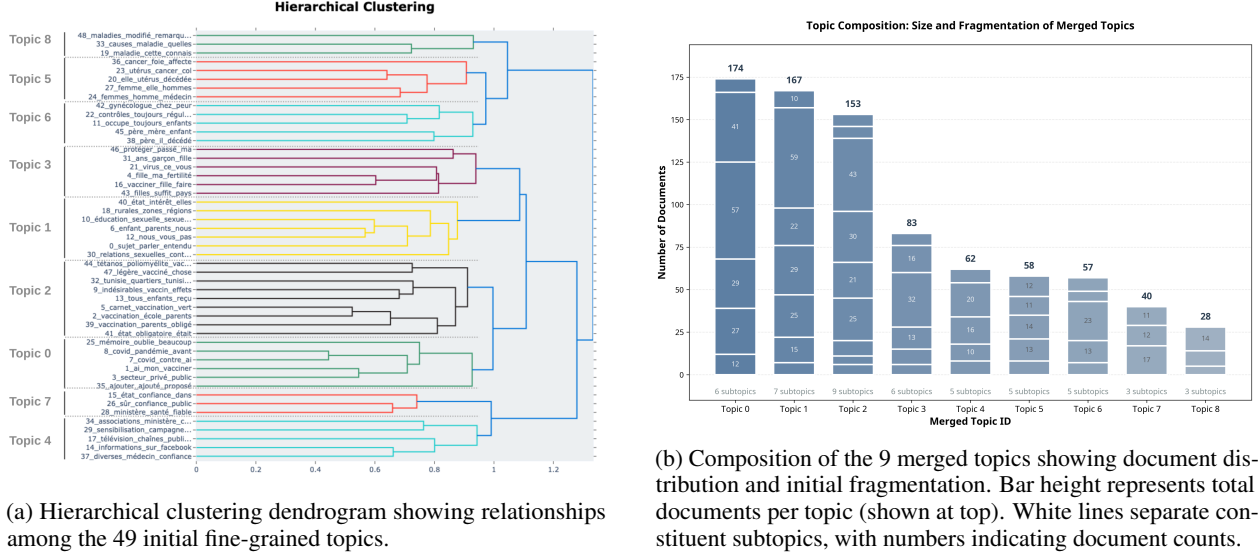 Hierarchical Clustering
Topic 8
48_maladies_modifié_remarqu...
33_causes_maladie_quelles
19_maladie_cette_connais
Topic 5
36_cancer_foie_affecte
23_utérus_cancer_col
20_elle_utérus_décédée
27_femme_elle_hommes
24_femmes_homme_médecin
Topic 6
42_gynécologue_chez_peur
22_contrôles_toujours_régul...
11_occupe_toujours_enfants
45_père_mère_enfant
38_père_il_décédé
Topic 3
46_protéger_passé_ma
31_ans_garçon_fille
21_virus_ce_vous
4_fille_ma_fertilité
16_vacciner_fille_faire
43_filles_suffit_pays
Topic 1
40_état_intérêt_elles
18_rurales_zones_régions
10_éducation_sexuelle_sexue...
6_enfant_parents_nous
12_nous_vous_pas
0_sujet_parler_entendu
30_relations_sexuelles_cont...
Topic 2
44_tétanos_poliomyélite_vac...
47_légère_vacciné_chose
32_tunisie_quartiers_tunisi...
9_indésirables_vaccin_effets
13_tous_enfants_reçu
5_carnet_vaccination_vert
2_vaccination_école_parents
39_vaccination_parents_obligé
41_état_obligatoire_était
Topic 0
25_mémoire_oublie_beaucoup
8_covid_pandémie_avant
7_covid_contre_ai
1_ai_mon_vacciner
3_secteur_privé_public
35_ajouter_ajouté_proposé
Topic 7
15_état_confiance_dans
26_sûr_confiance_public
28_ministère_santé_fiable
Topic 4
34_associations_ministère_c...
29_sensibilisation_campagne...
17_télévision_chaînes_publi...
14_informations_sur_facebook
37_diverses_médecin_confiance
0 0.2 0.4 0.6 0.8 1 1.2
(a) Hierarchical clustering dendrogram showing relationships
among the 49 initial fine-grained topics.
Topic Composition: Size and Fragmentation of Merged Topics
Number of Documents
175
150
125
100
75
50
25
0
174
41
57
29
27
12
167
10
59
22
29
25
15
153
43
30
21
25
83
16
32
13
62
20
16
10
58
12
11
14
13
57
23
13
40
11
12
17
28
14
6 subtopics 7 subtopics 9 subtopics 6 subtopics 5 subtopics 5 subtopics 5 subtopics 3 subtopics 3 subtopics
Topic 0 Topic 1 Topic 2 Topic 3 Topic 4 Topic 5 Topic 6 Topic 7 Topic 8
Merged Topic ID
(b) Composition of the 9 merged topics showing document dis-
tribution and initial fragmentation. Bar height represents total
documents per topic (shown at top). White lines separate con-
stituent subtopics, with numbers indicating document counts.